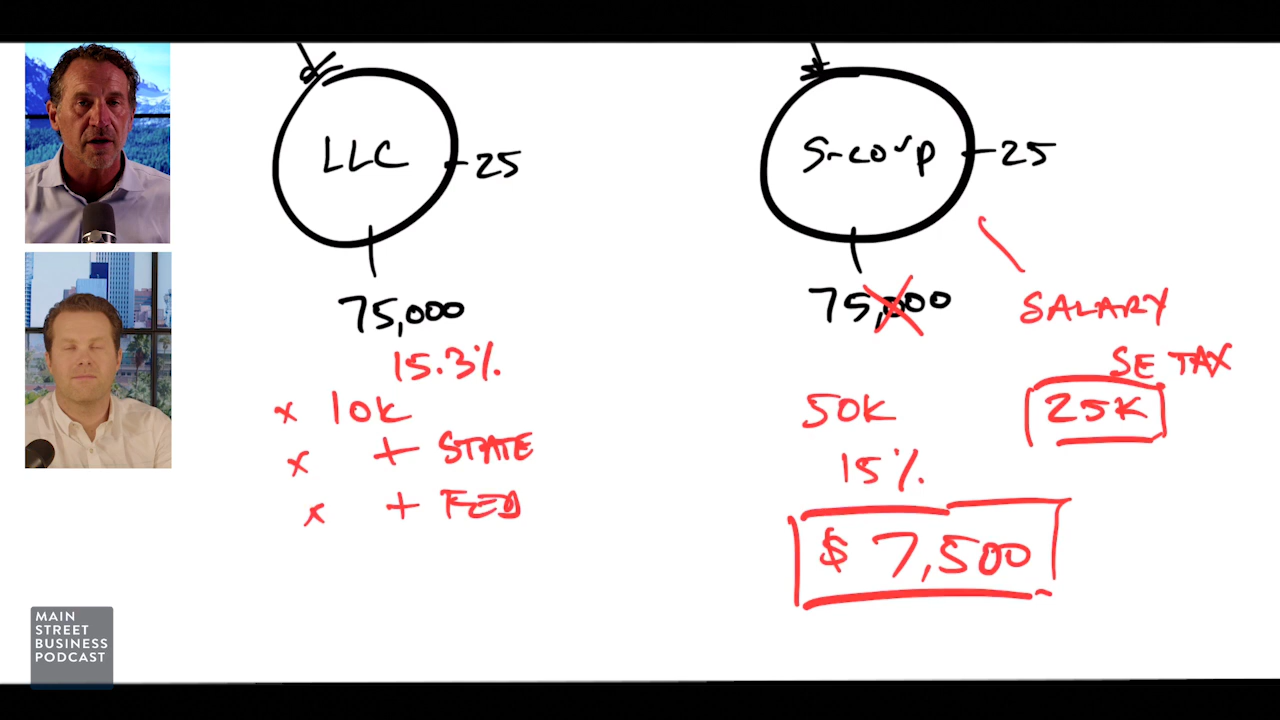 LLC
- 25
75,000
15.3%
x 10K
x + STATE
x + FED
S-corp
- 25
75,000
SALARY
SE TAX
25K
50K
15%
$ 7,500
MAIN
STREET
BUSINESS
PODCAST